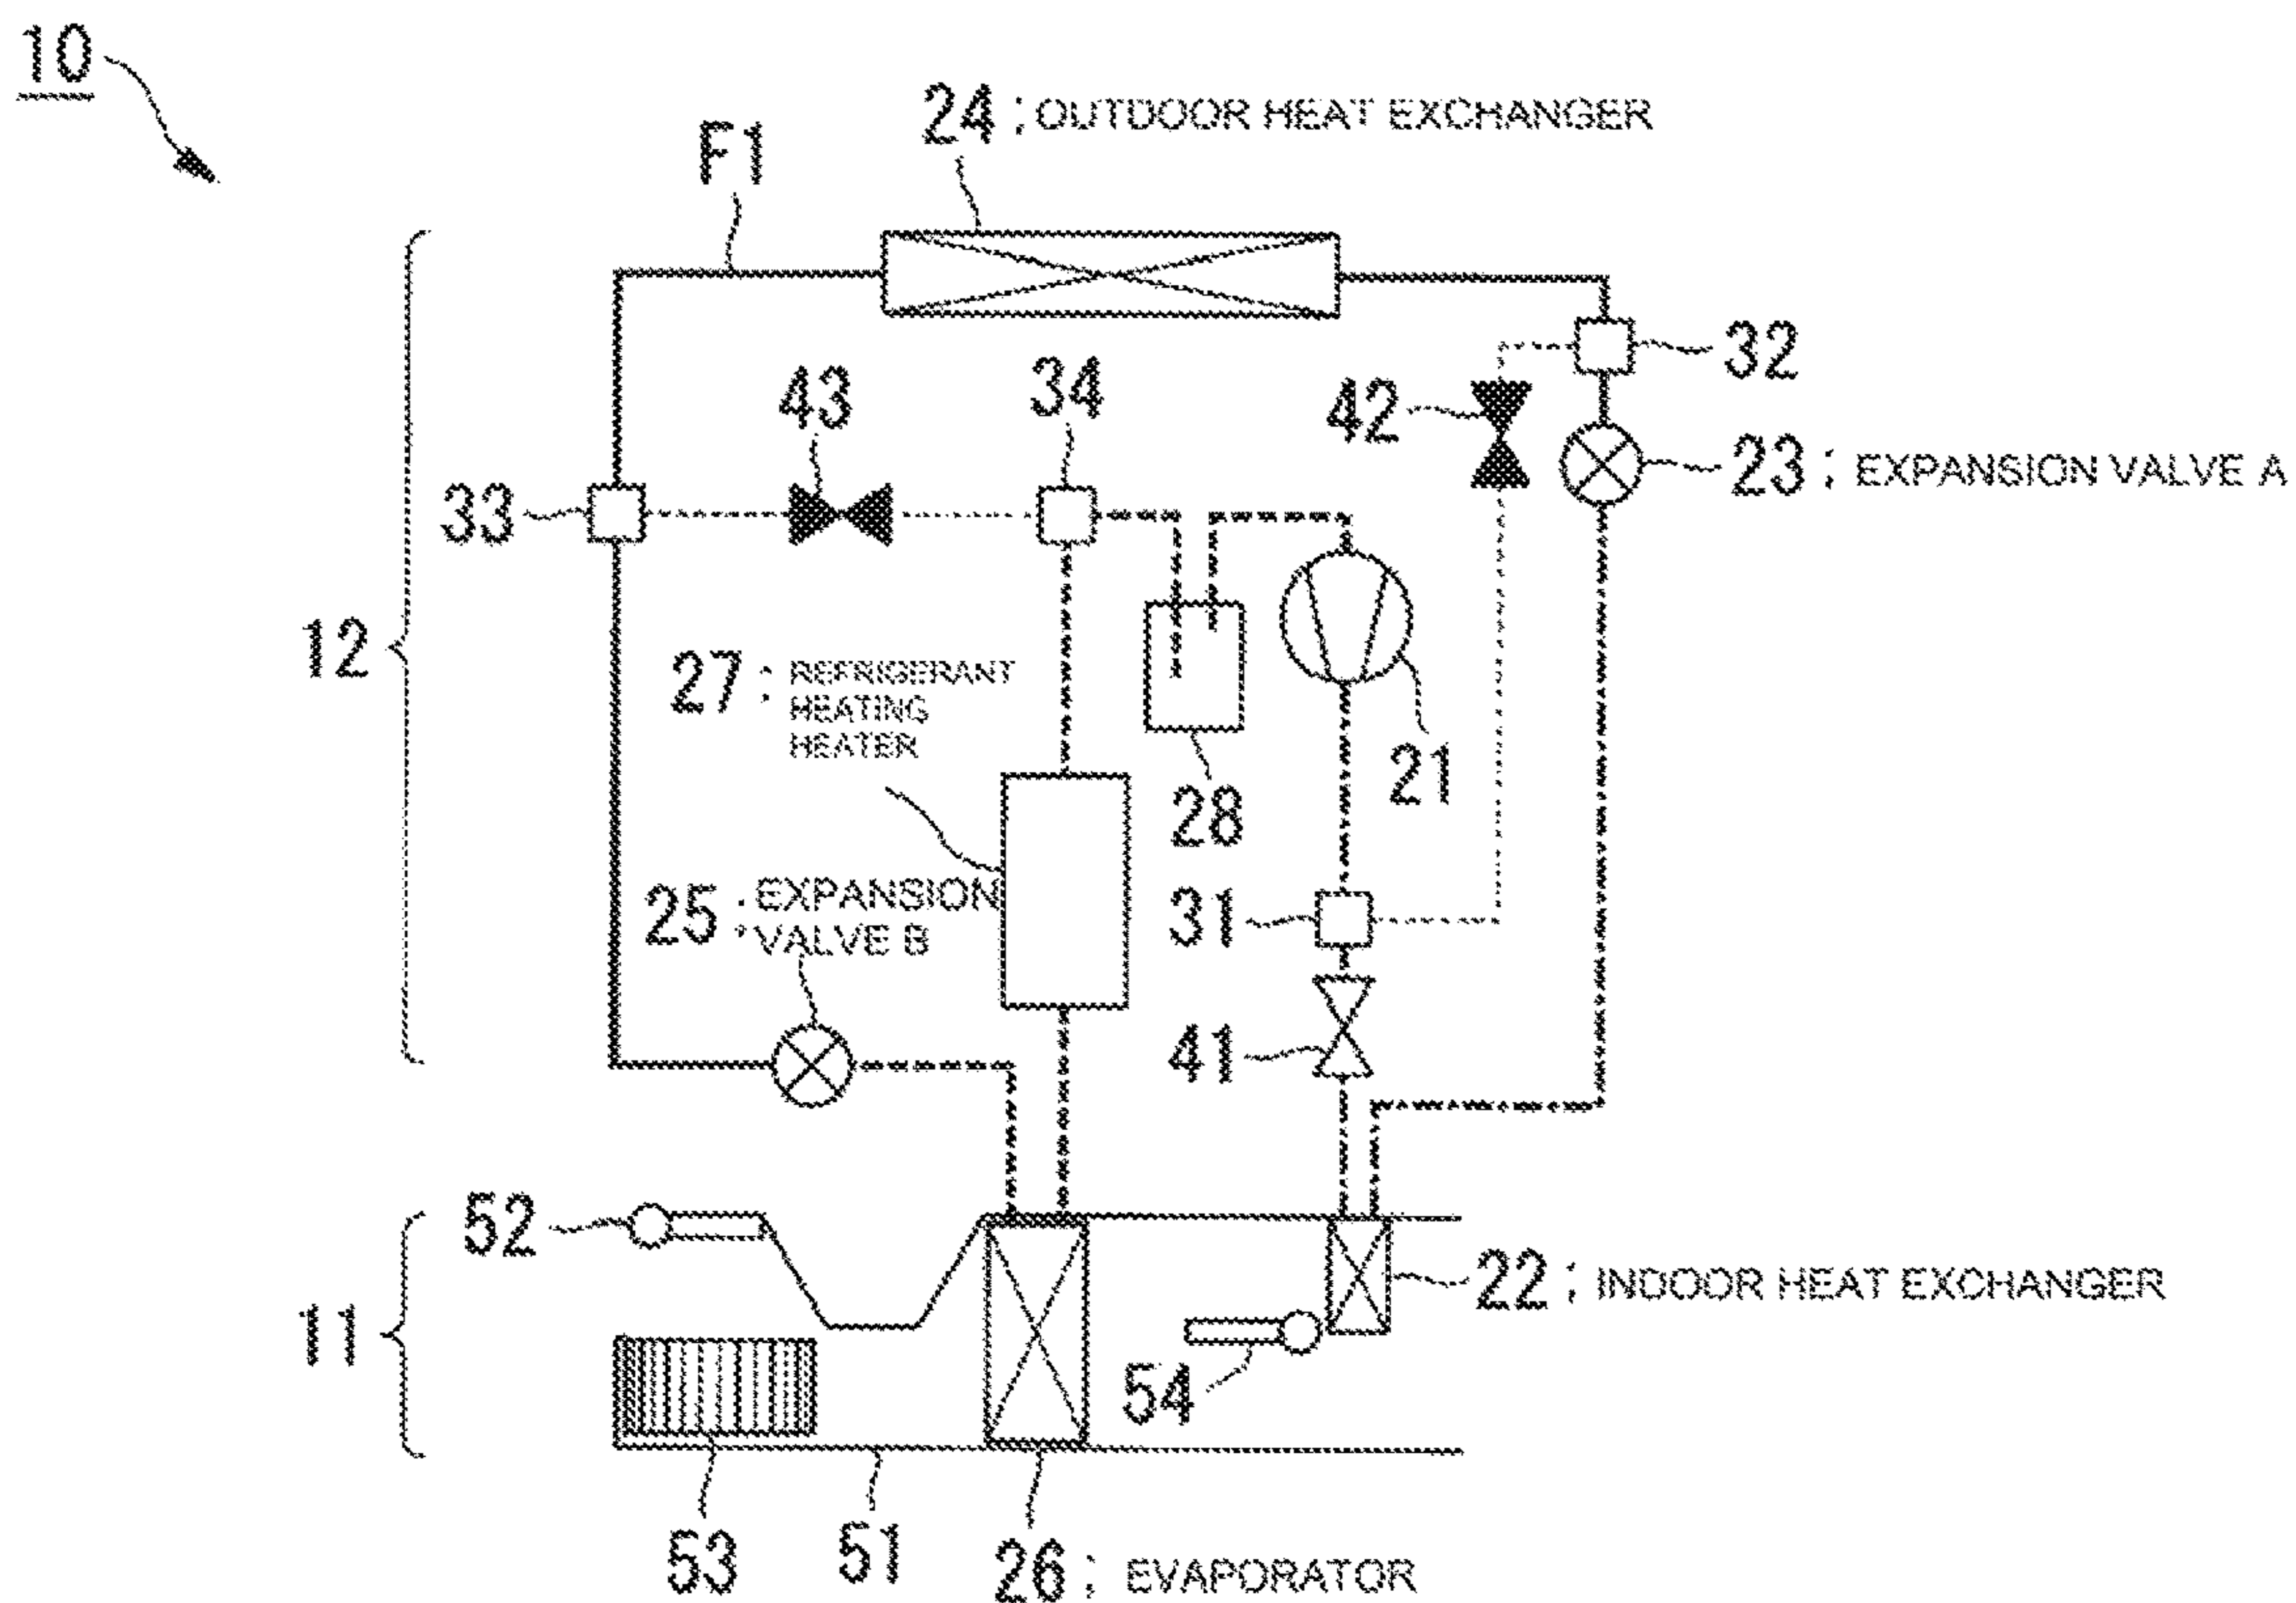 10
24 ; OUTDOOR HEAT EXCHANGER
F1
32
34
43
42
23 ; EXPANSION VALVE A
33
12
27 : REFRIGERANT
HEATING
HEATER
21
28
25 : EXPANSION
VALVE B
31
41
52
22 ; INDOOR HEAT EXCHANGER
11
54
53
51
26 ; EVAPORATOR